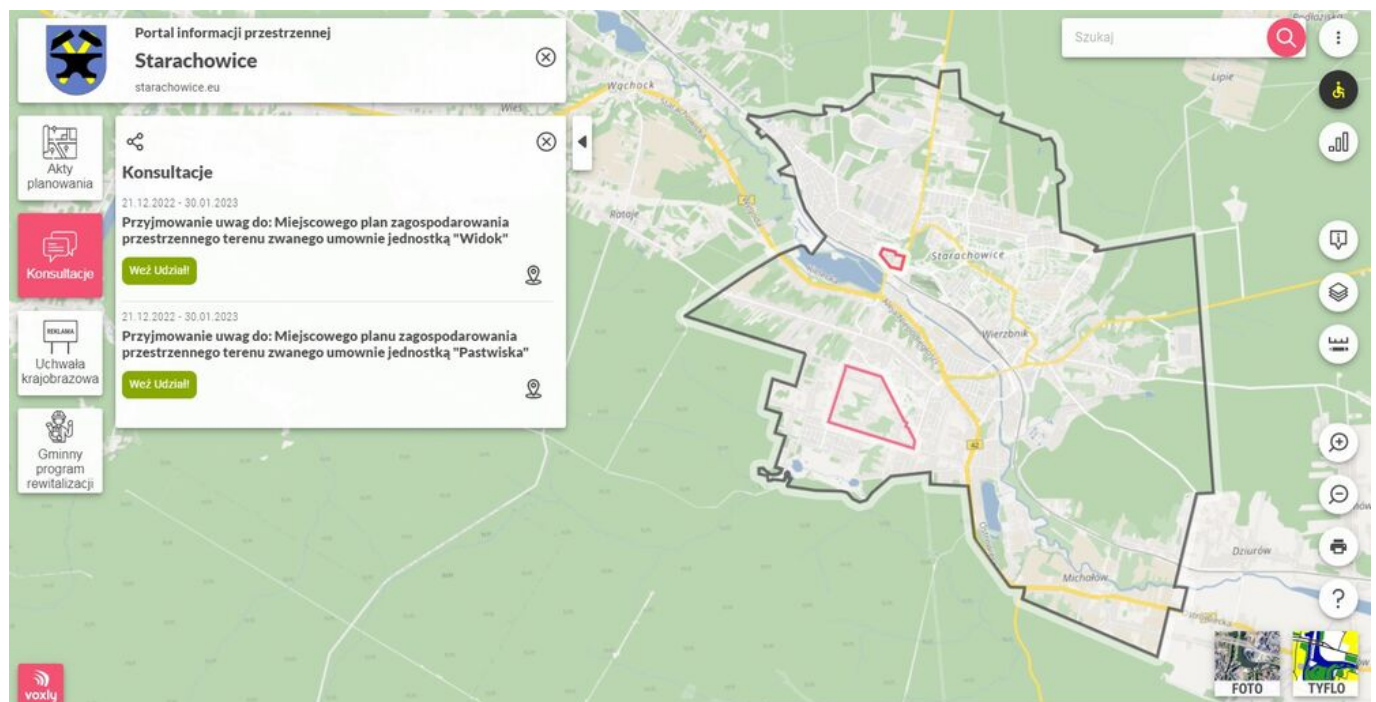 Portal informacji przestrzennej
Starachowice
starachowice.eu
Szukaj
Akty
planowania
Konsultacje
REKLAMA
Uchwała
krajobrazowa
Gminny
program
rewitalizacji
voxly
Konsultacje
21.12.2022 - 30.01.2023
Przyjmowanie uwag do: Miejscowego plan zagospodarowania
przestrzennego terenu zwanego umownie jednostką "Widok"
Weź Udział!
21.12.2022 - 30.01.2023
Przyjmowanie uwag do: Miejscowego planu zagospodarowania
przestrzennego terenu zwanego umownie jednostką "Pastwiska"
Weź Udział!
Wąchock
Starachowicka
Lipie
Rataje
Starachowice
Wierzbnik
42
Dziurów
Michałów
FOTO
TYFLO